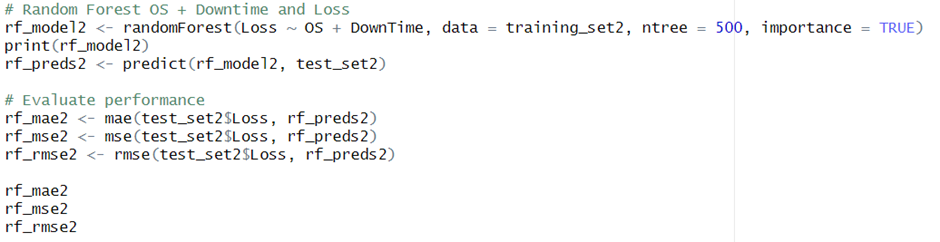 # Random Forest OS + Downtime and Loss
rf_model2 <- randomForest(Loss ~ OS + DownTime, data = training_set2, ntree = 500, importance = TRUE)
print(rf_model2)
rf_preds2 <- predict(rf_model2, test_set2)
# Evaluate performance
rf_mae2 <- mae(test_set2$Loss, rf_preds2)
rf_mse2 <- mse(test_set2$Loss, rf_preds2)
rf_rmse2 <- rmse(test_set2$Loss, rf_preds2)
rf_mae2
rf_mse2
rf_rmse2